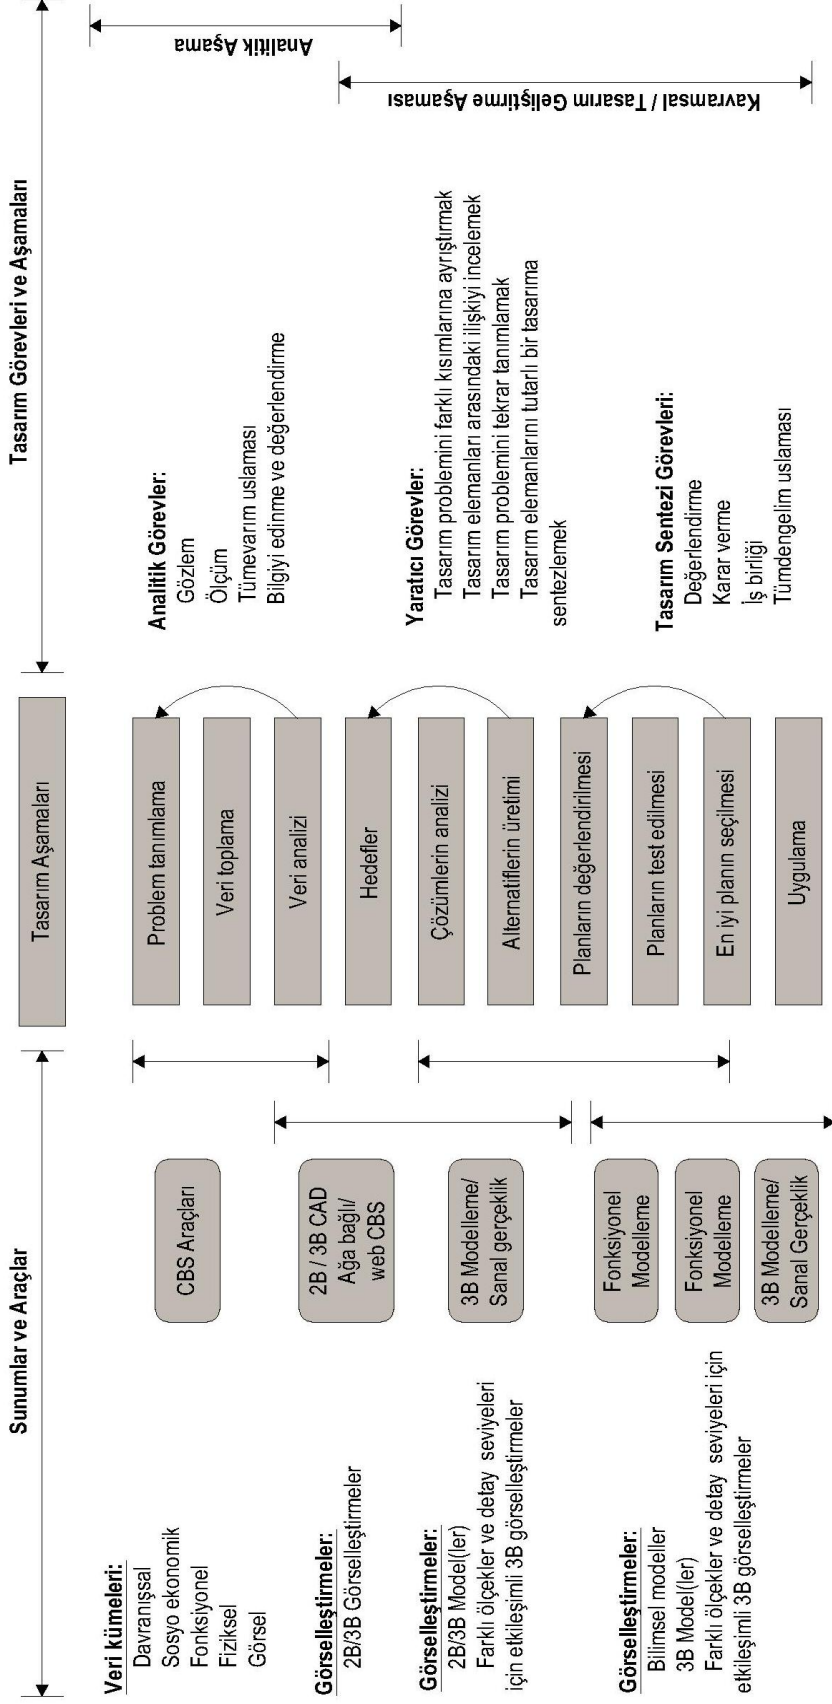 Sunumlar ve Araçlar
Tasarım Aşamaları
Tasarım Görevleri ve Aşamaları
Veri kümeleri:
Davranışsal
Sosyo ekonomik
Fonksiyonel
Fiziksel
Görsel
Görselleştirmeler:
2B/3B Görselleştirmeler
Görselleştirmeler:
2B/3B Model(ler)
Farklı ölçekler ve detay seviyeleri
için etkileşimli 3B görselleştirmeler
Görselleştirmeler:
Bilimsel modeller
3B Model(ler)
Farklı ölçekler ve detay seviyeleri için
etkileşimli 3B görselleştirmeler
CBS Araçları
2B / 3B CAD
Ağa bağlı/
web CBS
3B Modelleme/
Sanal gerçeklik
Fonksiyonel
Modelleme
Fonksiyonel
Modelleme
3B Modelleme/
Sanal Gerçeklik
Problem tanımlama
Veri toplama
Veri analizi
Hedefler
Çözümlerin analizi
Alternatiflerin üretimi
Planların değerlendirilmesi
Planların test edilmesi
En iyi planın seçilmesi
Uygulama
Analitik Görevler:
Gözlem
Ölçüm
Tümevarım uslaması
Bilgiyi edinme ve değerlendirme
Yaratıcı Görevler:
Tasarım problemini farklı kısımlarına ayrıştırmak
Tasarım elemanları arasındaki ilişkiyi incelemek
Tasarım problemini tekrar tanımlamak
Tasarım elemanlarını tutarlı bir tasarıma
sentezlemek
Tasarım Sentezi Görevleri:
Değerlendirme
Karar verme
İş birliği
Tümdengelim uslaması
Analitik Aşama
Kavramsal / Tasarım Geliştirme Aşaması